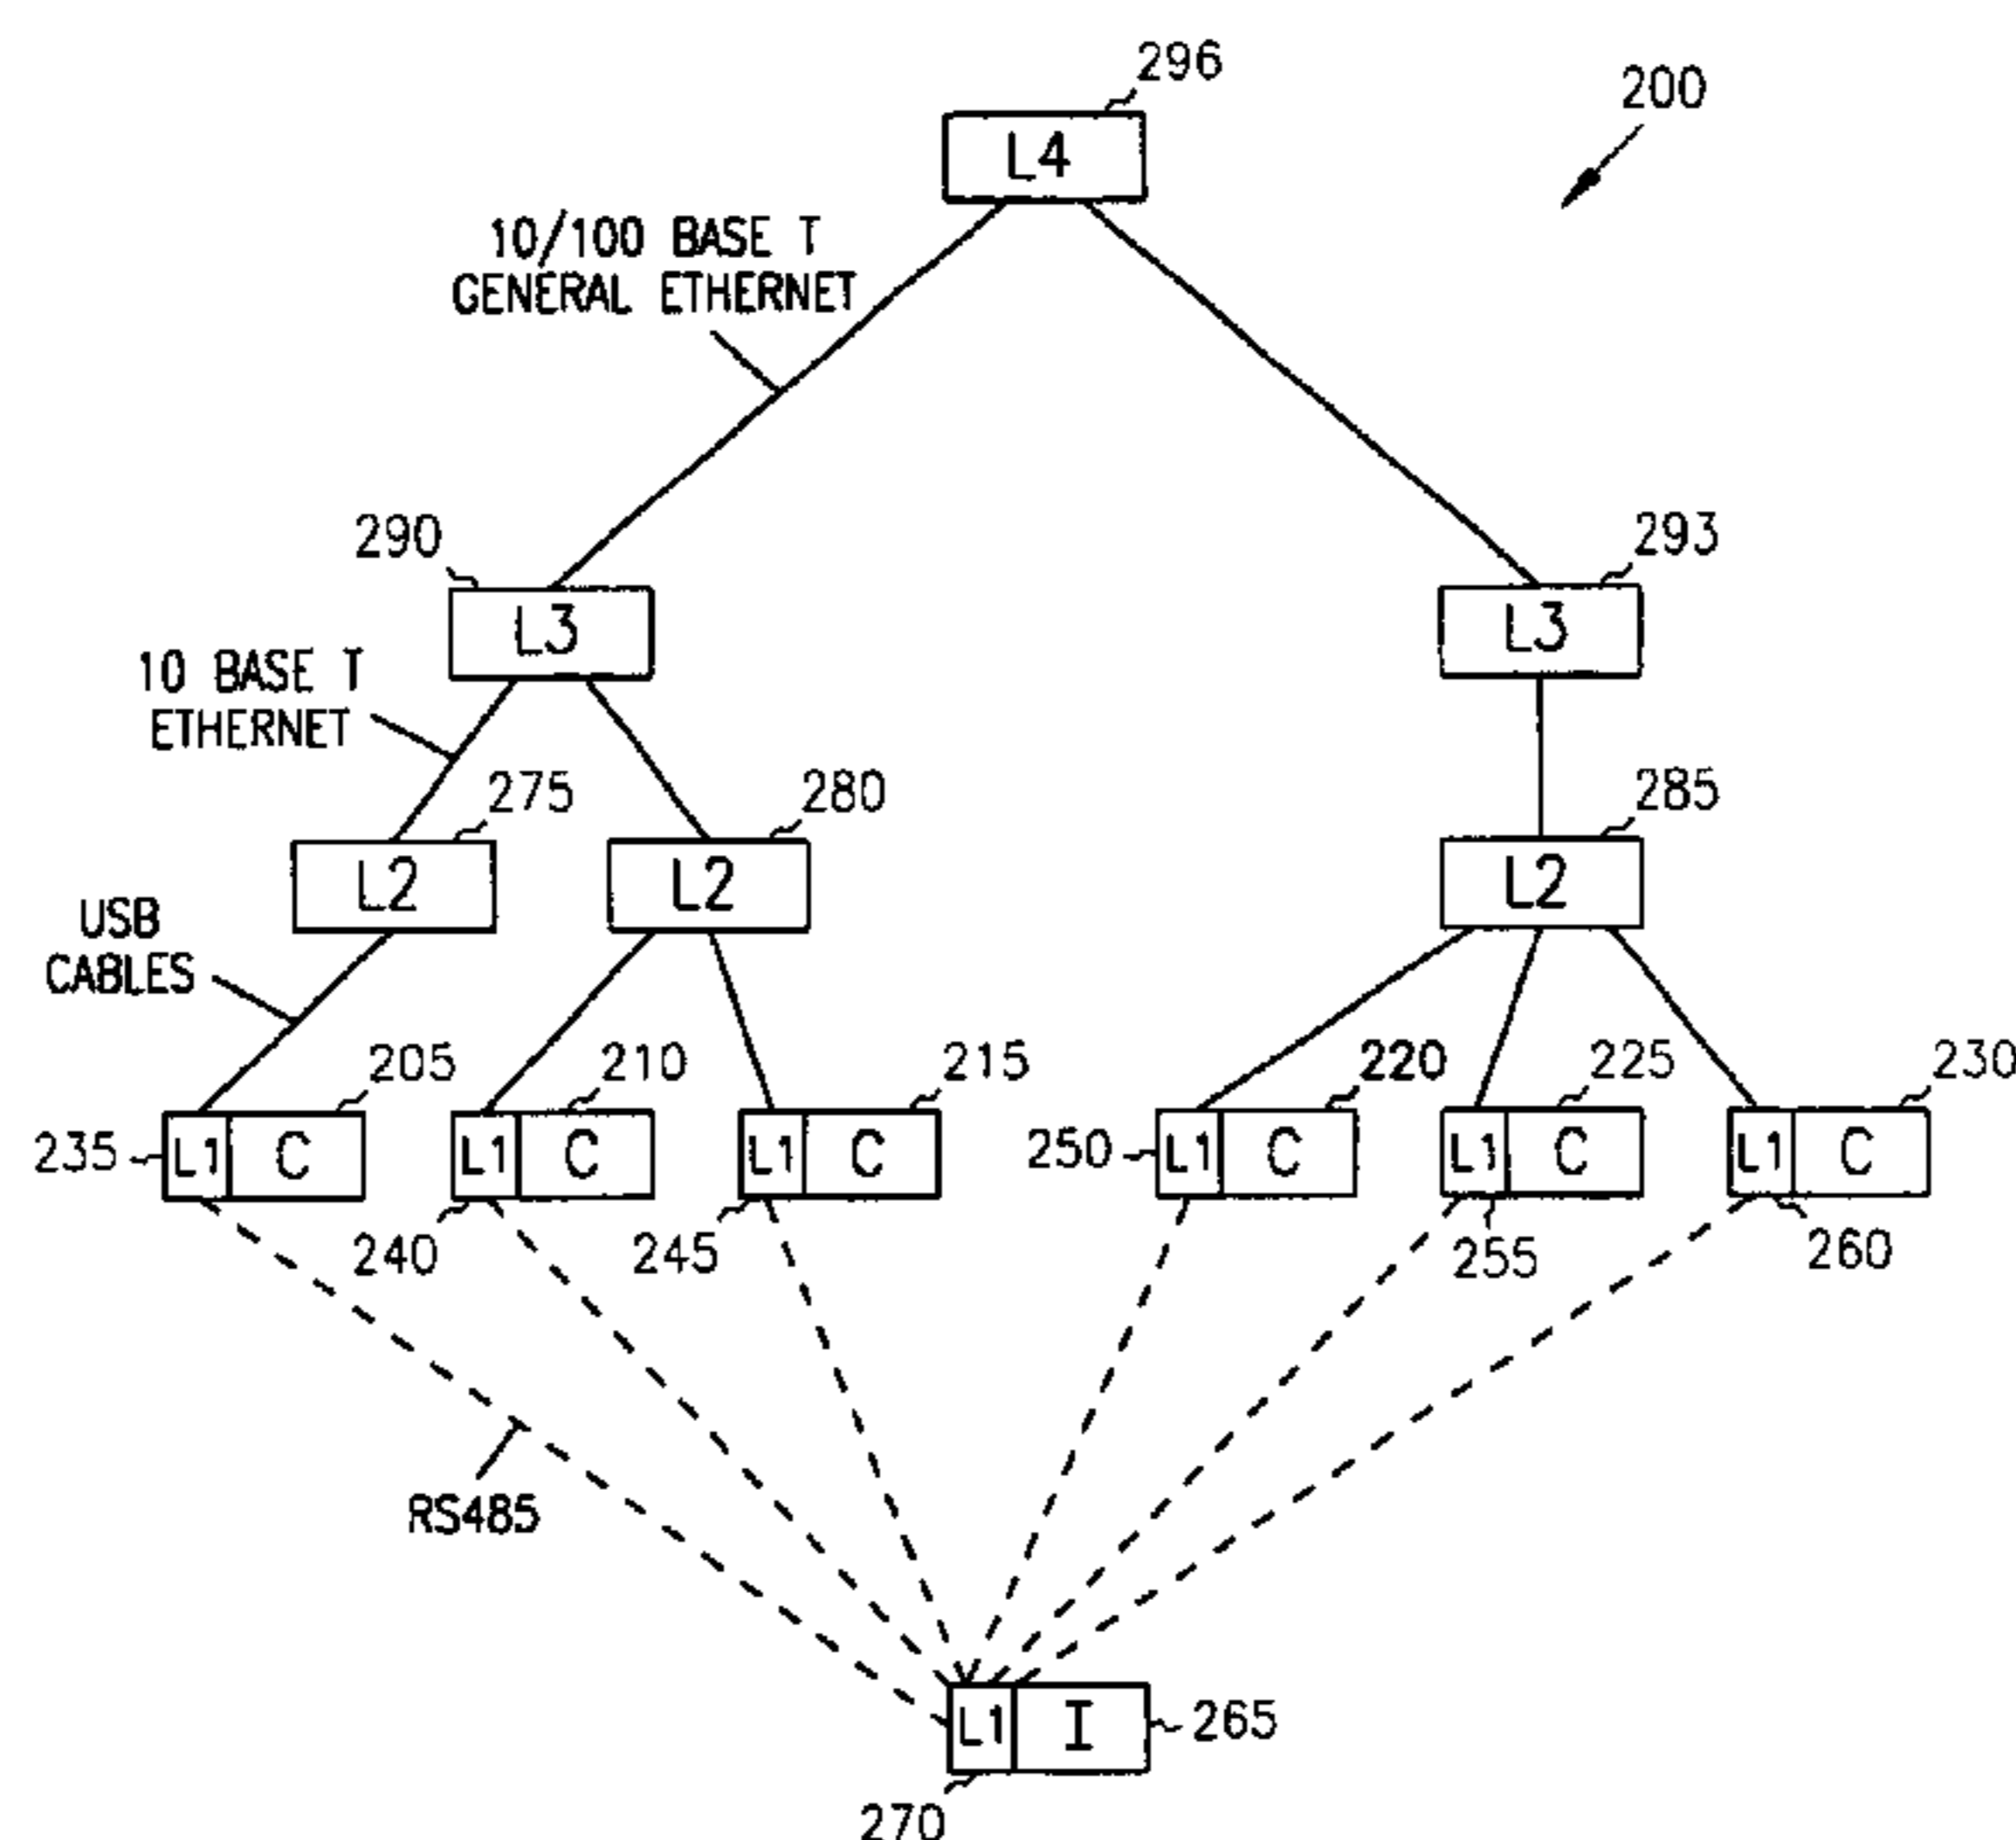 296
200
L4
10/100 BASE T
GENERAL ETHERNET
290
293
L3
L3
10 BASE T
ETHERNET
275
280
285
L2
L2
L2
USB
CABLES
205
210
215
220
225
230
235
L1
C
L1
C
L1
C
250
L1
C
L1
C
L1
C
240
245
255
260
RS485
L1
I
265
270